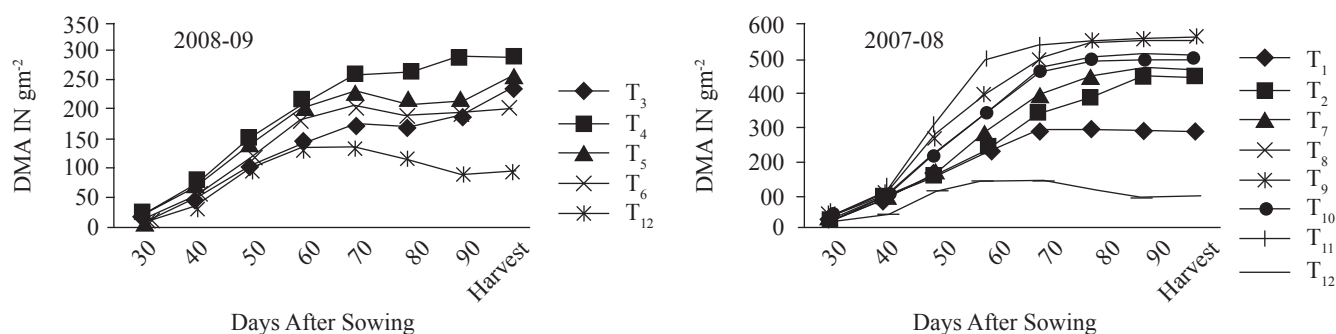 2008-09
DMA IN gm⁻²
350
300
250
200
150
100
50
0
30
40
50
60
70
80
90
Harvest
Days After Sowing
T₃
T₄
T₅
T₆
T₁₂
2007-08
DMA IN gm⁻²
600
500
400
300
200
00
0
30
40
50
60
70
80
90
Harvest
Days After Sowing
T₁
T₂
T₇
T₈
T₉
T₁₀
T₁₁
T₁₂